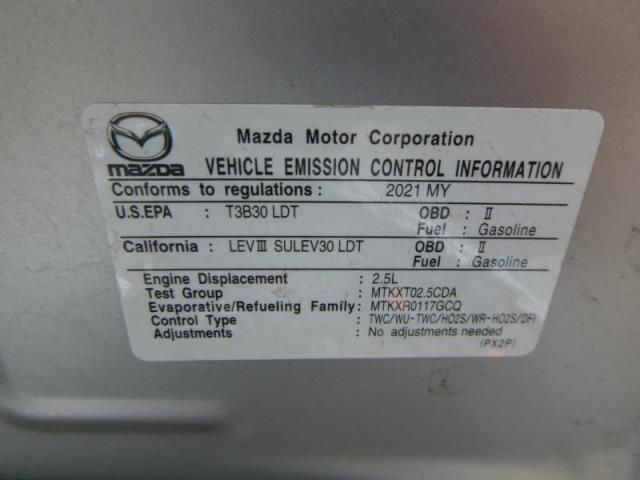 Mazda Motor Corporation
mazda VEHICLE EMISSION CONTROL INFORMATION
Conforms to regulations : 2021 MY
U.S.EPA : T3B30 LDT OBD : II
Fuel : Gasoline
California : LEVIII SULEV30 LDT OBD : II
Fuel : Gasoline
Engine Displacement : 2.5L
Test Group : MTKXT02.5CDA
Evaporative/Refueling Family: MTKXR0117GCQ
Control Type : TWC/WU-TWC/HO2S/WR-HO2S/DFI
Adjustments : No adjustments needed
(PX2P)